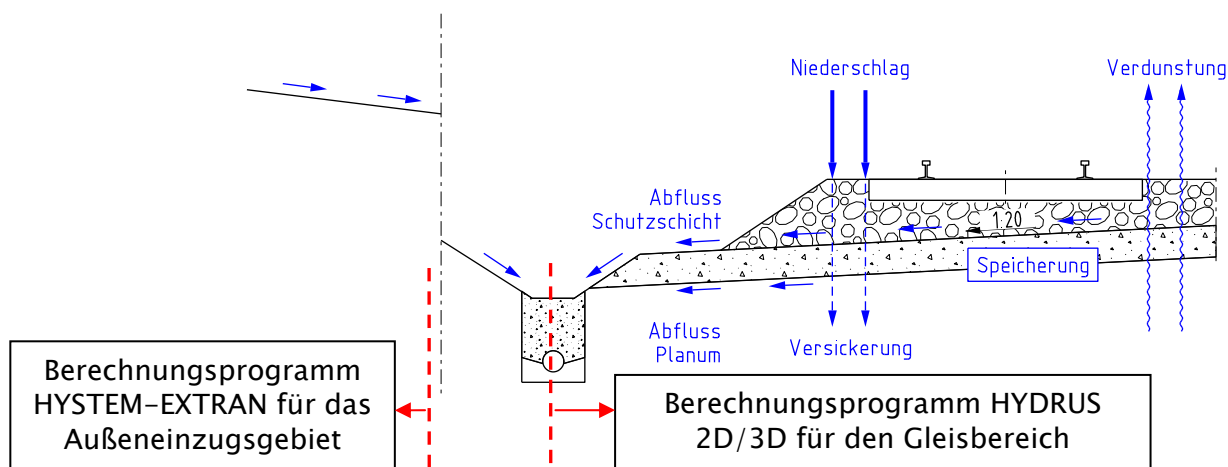 Niederschlag
Verdunstung
Abfluss
Schutzschicht
1:20
Speicherung
Abfluss
Planum
Versickerung
Berechnungsprogramm
HYSTEM-EXTRAN für das
Außeneinzugsgebiet
Berechnungsprogramm HYDRUS
2D/3D für den Gleisbereich